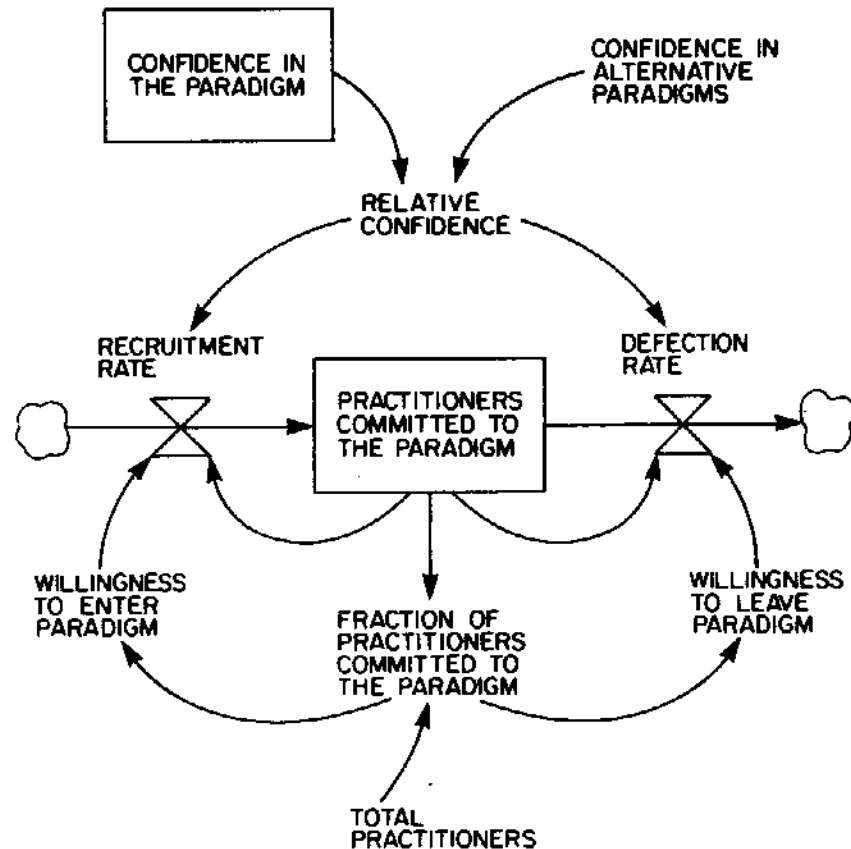 CONFIDENCE IN
THE PARADIGM
CONFIDENCE IN
ALTERNATIVE
PARADIGMS
RELATIVE
CONFIDENCE
RECRUITMENT
RATE
DEFECTION
RATE
PRACTITIONERS
COMMITTED TO
THE PARADIGM
WILLINGNESS
TO ENTER
PARADIGM
WILLINGNESS
TO LEAVE
PARADIGM
FRACTION OF
PRACTITIONERS
COMMITTED TO
THE PARADIGM
TOTAL
PRACTITIONERS